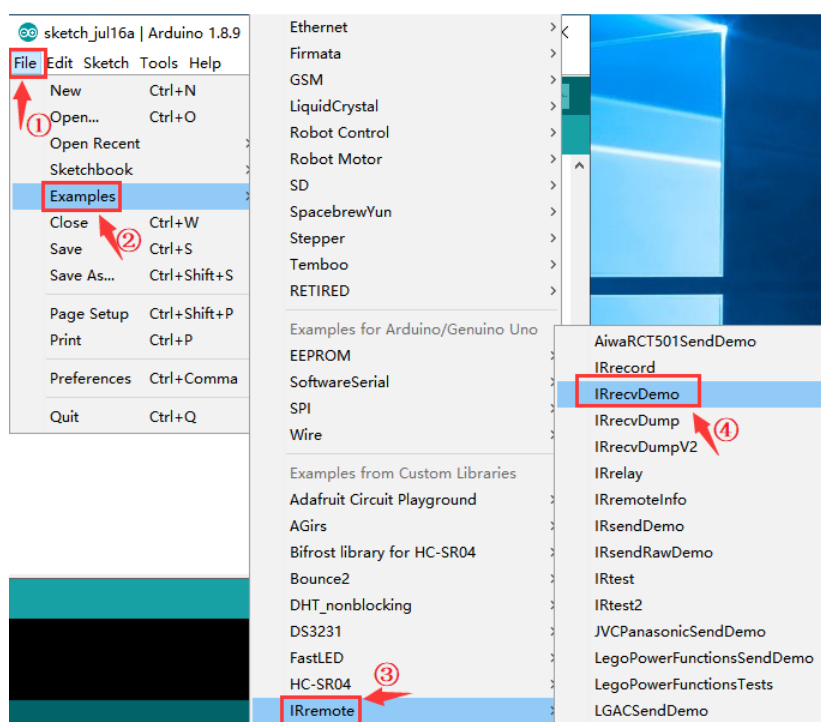 sketch_jul16a | Arduino 1.8.9
File Edit Sketch Tools Help
①
New Ctrl+N
Open... Ctrl+O
Open Recent
Sketchbook
Examples
②
Close Ctrl+W
Save Ctrl+S
Save As... Ctrl+Shift+S
Page Setup Ctrl+Shift+P
Print Ctrl+P
Preferences Ctrl+Comma
Quit Ctrl+Q
Ethernet
Firmata
GSM
LiquidCrystal
Robot Control
Robot Motor
SD
SpacebrewYun
Stepper
Temboo
RETIRED
Examples for Arduino/Genuino Uno
EEPROM
SoftwareSerial
SPI
Wire
Examples from Custom Libraries
Adafruit Circuit Playground
AGirs
Bifrost library for HC-SR04
Bounce2
DHT_nonblocking
DS3231
FastLED
HC-SR04
③
IRremote
AiwaRCT501SendDemo
IRrecord
IRrecvDemo
④
IRrecvDump
IRrecvDumpV2
IRrelay
IRremoteInfo
IRsendDemo
IRsendRawDemo
IRtest
IRtest2
JVCPanasonicSendDemo
LegoPowerFunctionsSendDemo
LegoPowerFunctionsTests
LGACSendDemo